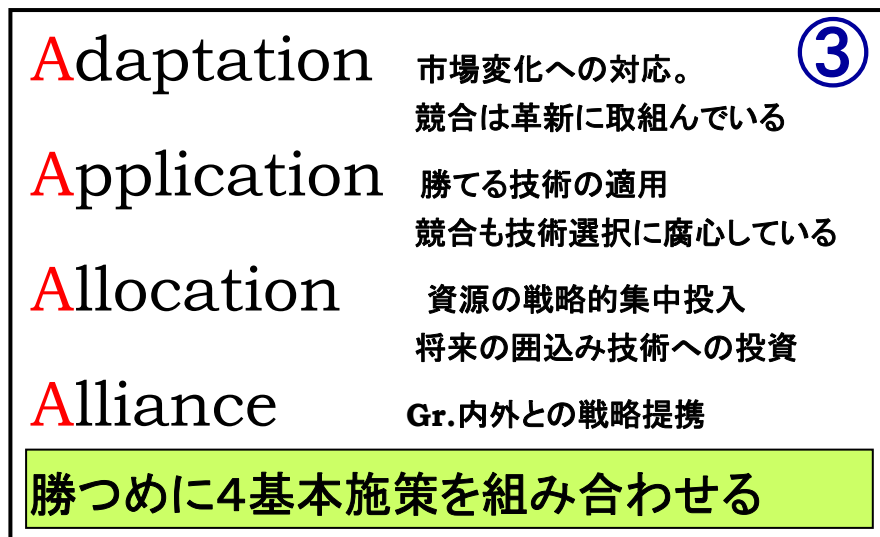 Adaptation 市場変化への対応。 ③
競合は革新に取組んでいる
Application 勝てる技術の適用
競合も技術選択に腐心している
Allocation 資源の戦略的集中投入
将来の囲込み技術への投資
Alliance Gr.内外との戦略提携
勝つめに4基本施策を組み合わせる